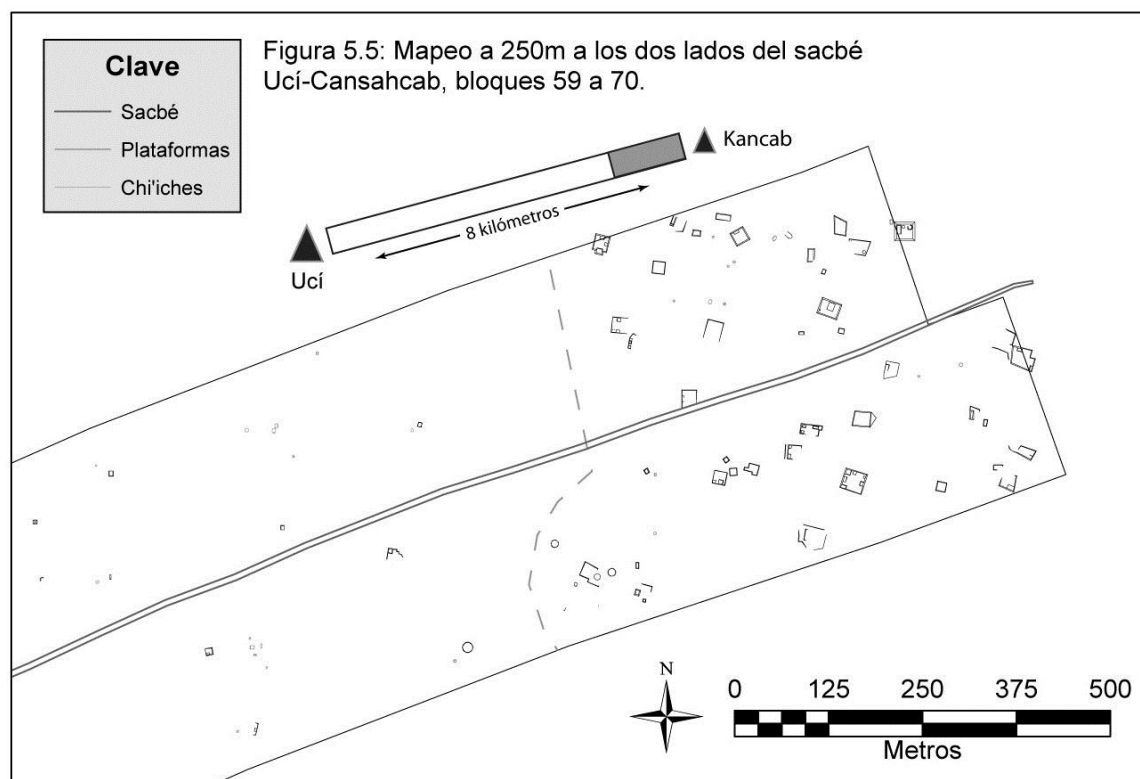 Clave
Sacbé
Plataformas
Chi'iches
Figura 5.5: Mapeo a 250m a los dos lados del sacbé
Ucí-Cansahcab, bloques 59 a 70.
Kancab
8 kilómetros
Ucí
N
0 125 250 375 500
Metros